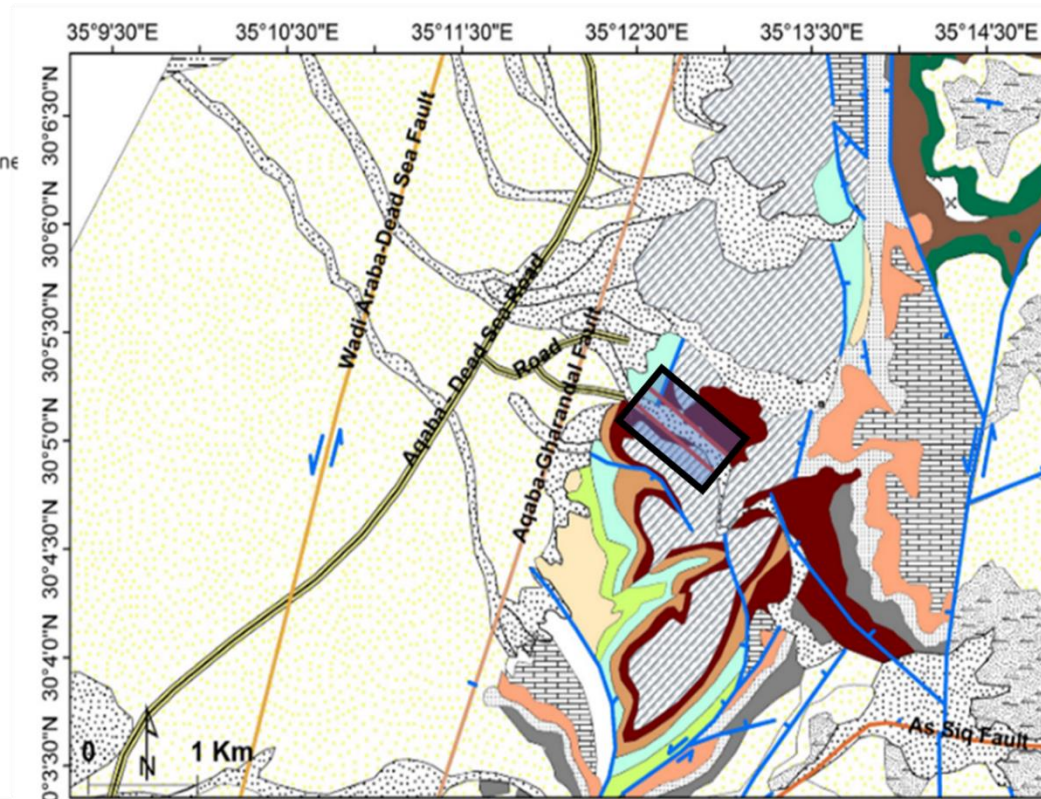 35°9'30"E 35°10'30"E 35°11'30"E 35°12'30"E 35°13'30"E 35°14'30"E
30°6'30"N
30°6'0"N
30°5'30"N
30°5'0"N
30°4'30"N
30°4'0"N
30°3'30"N
ne
Wadi Araba-Dead Sea Fault
Aqaba - Dead Sea Road
Road
Aqaba-Gharandal Fault
As Siq Fault
0 1 Km
N